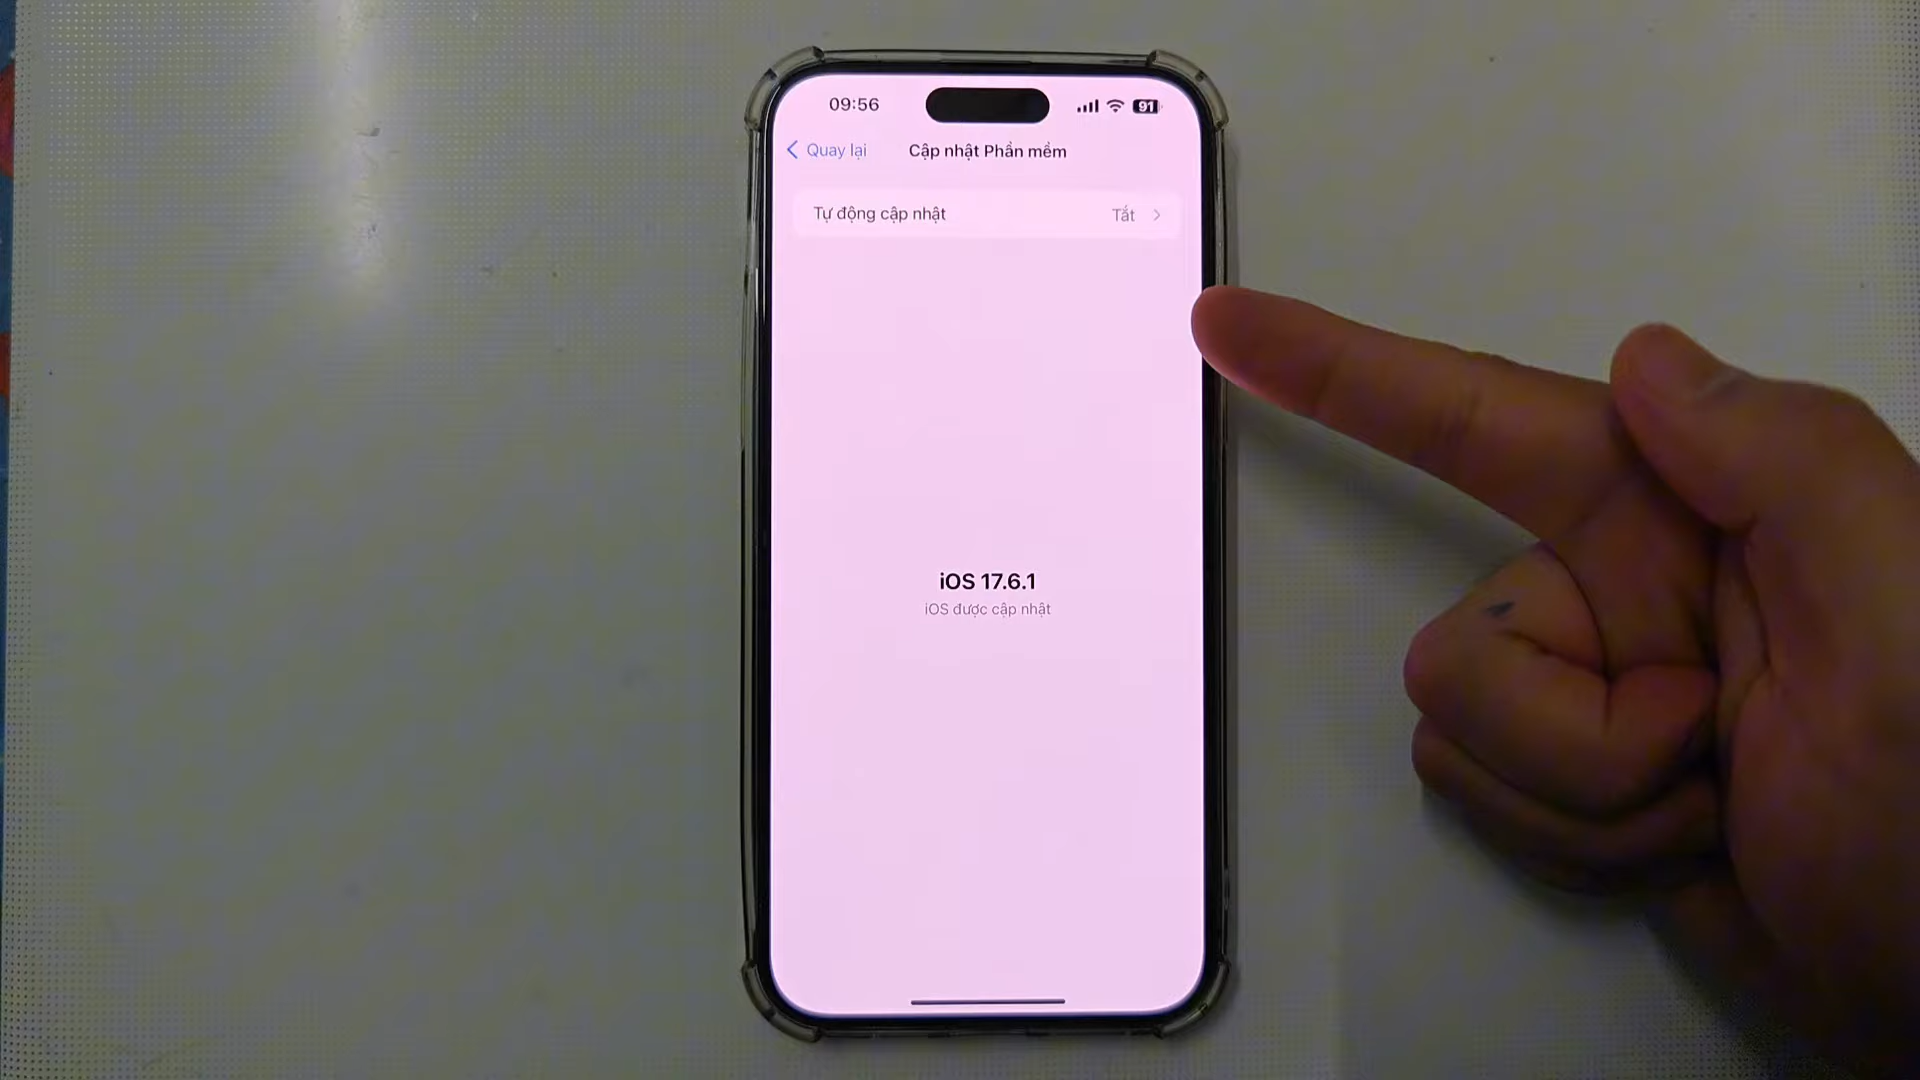 09:56
91
Quay lại
Cập nhật Phần mềm
Tự động cập nhật
Tắt
iOS 17.6.1
iOS được cập nhật